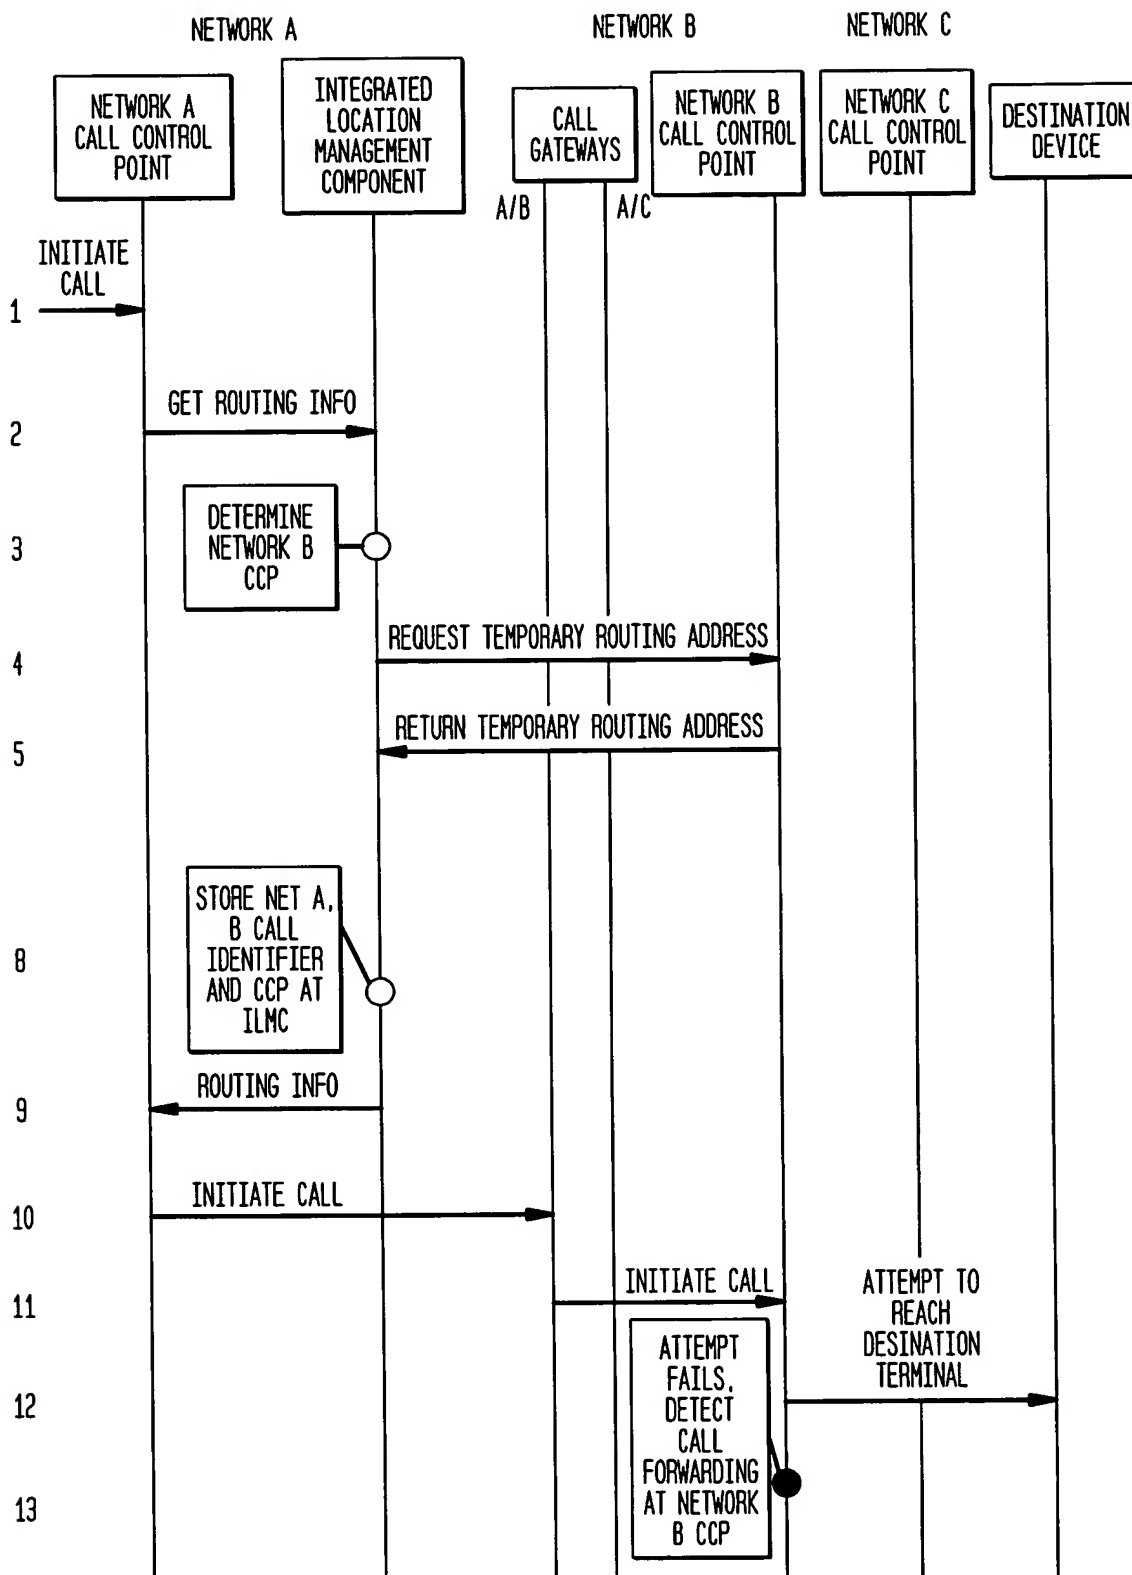 NETWORK A
NETWORK B
NETWORK C
NETWORK A
CALL CONTROL
POINT
INTEGRATED
LOCATION
MANAGEMENT
COMPONENT
CALL
GATEWAYS
NETWORK B
CALL CONTROL
POINT
NETWORK C
CALL CONTROL
POINT
DESTINATION
DEVICE
A/B
A/C
INITIATE
CALL
1
GET ROUTING INFO
2
DETERMINE
NETWORK B
CCP
3
REQUEST TEMPORARY ROUTING ADDRESS
4
RETURN TEMPORARY ROUTING ADDRESS
5
STORE NET A,
B CALL
IDENTIFIER
AND CCP AT
ILMC
8
ROUTING INFO
9
INITIATE CALL
10
INITIATE CALL
11
ATTEMPT TO
REACH
DESINATION
TERMINAL
12
ATTEMPT
FAILS,
DETECT
CALL
FORWARDING
AT NETWORK
B CCP
13